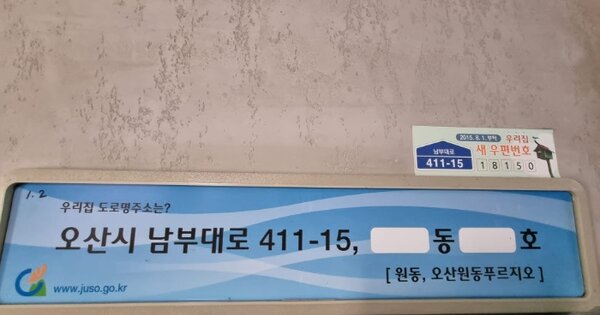 2015. 8. 1. 부터 우리집
새 우편번호
남부대로
411-15
18150
1.2
우리집 도로명주소는?
오산시 남부대로 411-15, 동 호
[ 원동, 오산원동푸르지오 ]
www.juso.go.kr